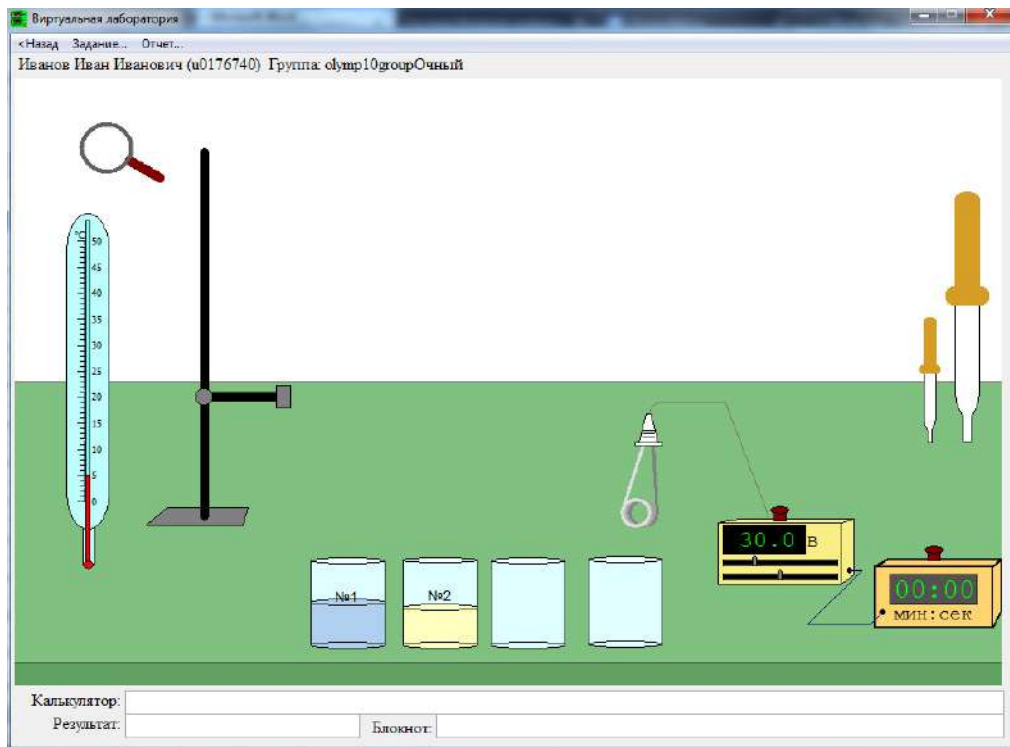 Виртуальная лаборатория
<Назад Задание... Отчет...
Иванов Иван Иванович (u0176740) Группа: olymp10groupОчный
°C
50
45
40
35
30
25
20
15
10
5
0
30.0 В
00:00
мин:сек
№1
№2
Калькулятор:
Результат:
Блокнот: